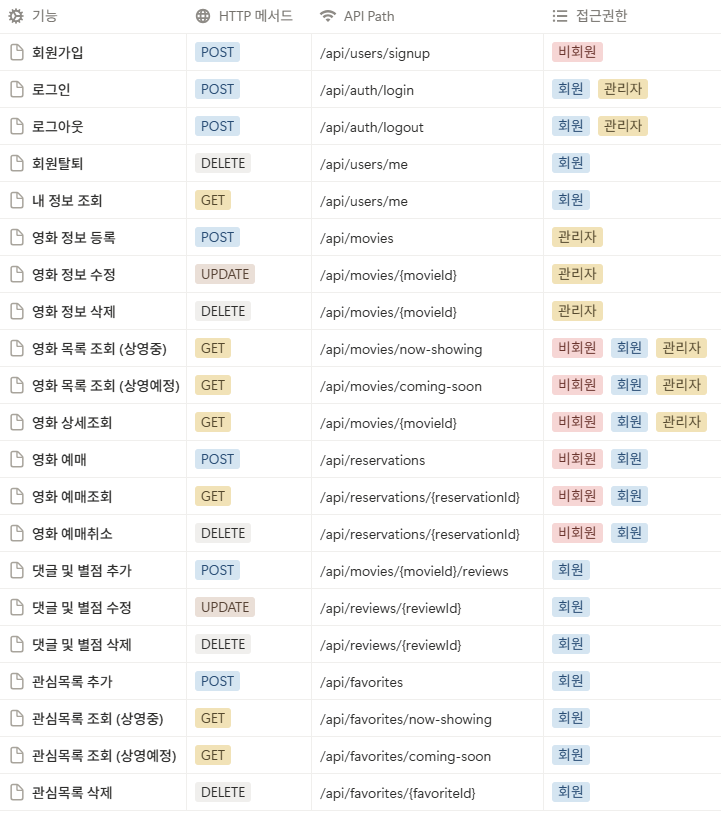 기능 HTTP 메서드 API Path 접근권한
회원가입 POST /api/users/signup 비회원
로그인 POST /api/auth/login 회원 관리자
로그아웃 POST /api/auth/logout 회원 관리자
회원탈퇴 DELETE /api/users/me 회원
내 정보 조회 GET /api/users/me 회원
영화 정보 등록 POST /api/movies 관리자
영화 정보 수정 UPDATE /api/movies/{movieId} 관리자
영화 정보 삭제 DELETE /api/movies/{movieId} 관리자
영화 목록 조회 (상영중) GET /api/movies/now-showing 비회원 회원 관리자
영화 목록 조회 (상영예정) GET /api/movies/coming-soon 비회원 회원 관리자
영화 상세조회 GET /api/movies/{movieId} 비회원 회원 관리자
영화 예매 POST /api/reservations 비회원 회원
영화 예매조회 GET /api/reservations/{reservationId} 비회원 회원
영화 예매취소 DELETE /api/reservations/{reservationId} 비회원 회원
댓글 및 별점 추가 POST /api/movies/{movieId}/reviews 회원
댓글 및 별점 수정 UPDATE /api/reviews/{reviewId} 회원
댓글 및 별점 삭제 DELETE /api/reviews/{reviewId} 회원
관심목록 추가 POST /api/favorites 회원
관심목록 조회 (상영중) GET /api/favorites/now-showing 회원
관심목록 조회 (상영예정) GET /api/favorites/coming-soon 회원
관심목록 삭제 DELETE /api/favorites/{favoriteId} 회원